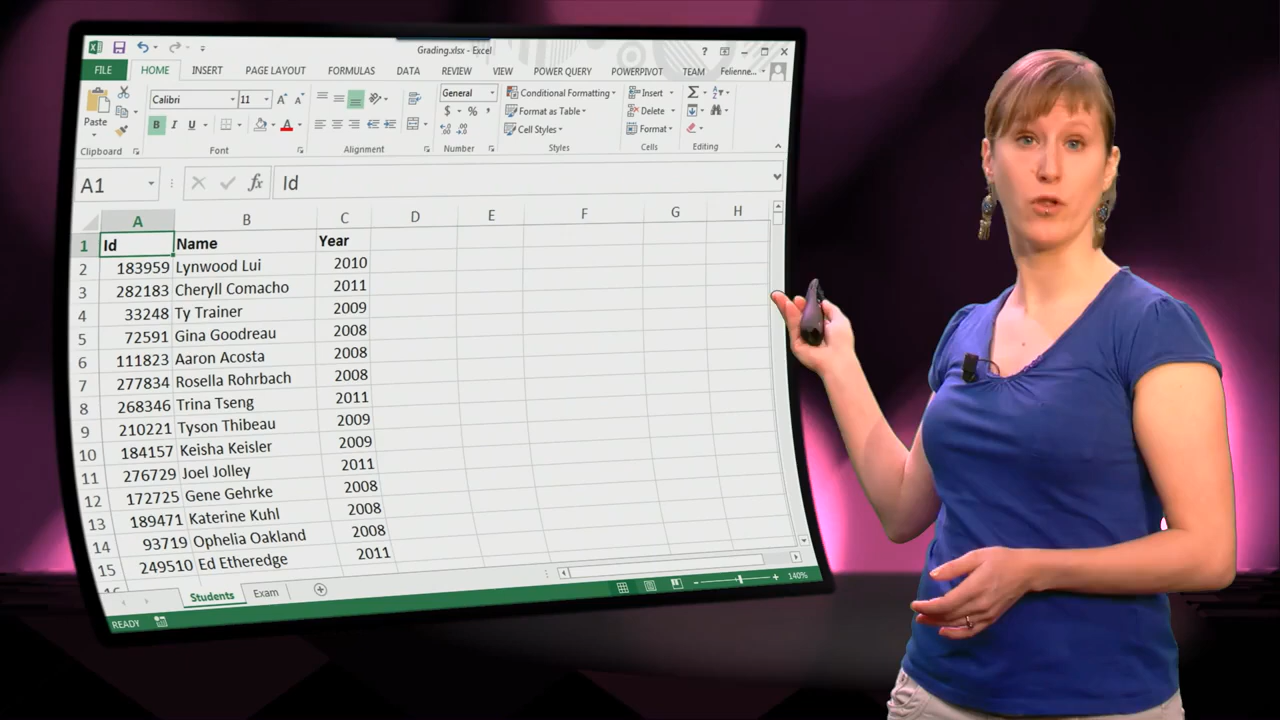 Grading.xlsx - Excel
FILE HOME INSERT PAGE LAYOUT FORMULAS DATA REVIEW VIEW POWER QUERY POWERPIVOT TEAM Felienne...
Calibri 11 General Conditional Formatting Insert
Paste $ % , Format as Table Delete
B I U A Cell Styles Format
Clipboard Font Alignment Number Styles Cells Editing
A1 fx Id
A B C D E F G H
1 Id Name Year
2 183959 Lynwood Lui 2010
3 282183 Cheryll Comacho 2011
4 33248 Ty Trainer 2009
5 72591 Gina Goodreau 2008
6 111823 Aaron Acosta 2008
7 277834 Rosella Rohrbach 2008
8 268346 Trina Tseng 2011
9 210221 Tyson Thibeau 2009
10 184157 Keisha Keisler 2009
11 276729 Joel Jolley 2011
12 172725 Gene Gehrke 2008
13 189471 Katerine Kuhl 2008
14 93719 Ophelia Oakland 2008
15 249510 Ed Etheredge 2011
Students Exam
READY 140%